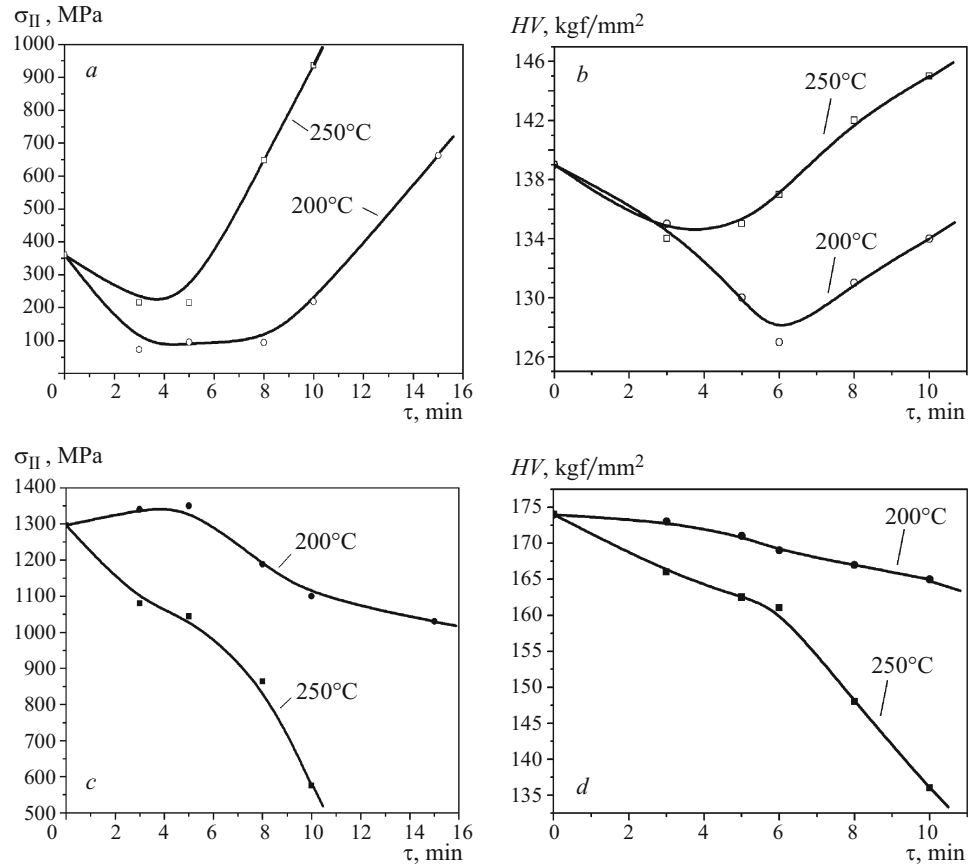 σII , MPa
1000
900
800
700
600
500
400
300
200
100
0 2 4 6 8 10 12 14 16
τ, min
a
250°C
200°C
HV, kgf/mm²
146
142
138
134
130
126
0 2 4 6 8 10
τ, min
b
250°C
200°C
σII , MPa
1400
1300
1200
1100
1000
900
800
700
600
500
0 2 4 6 8 10 12 14 16
τ, min
c
200°C
250°C
HV, kgf/mm²
175
170
165
160
155
150
145
140
135
0 2 4 6 8 10
τ, min
d
200°C
250°C